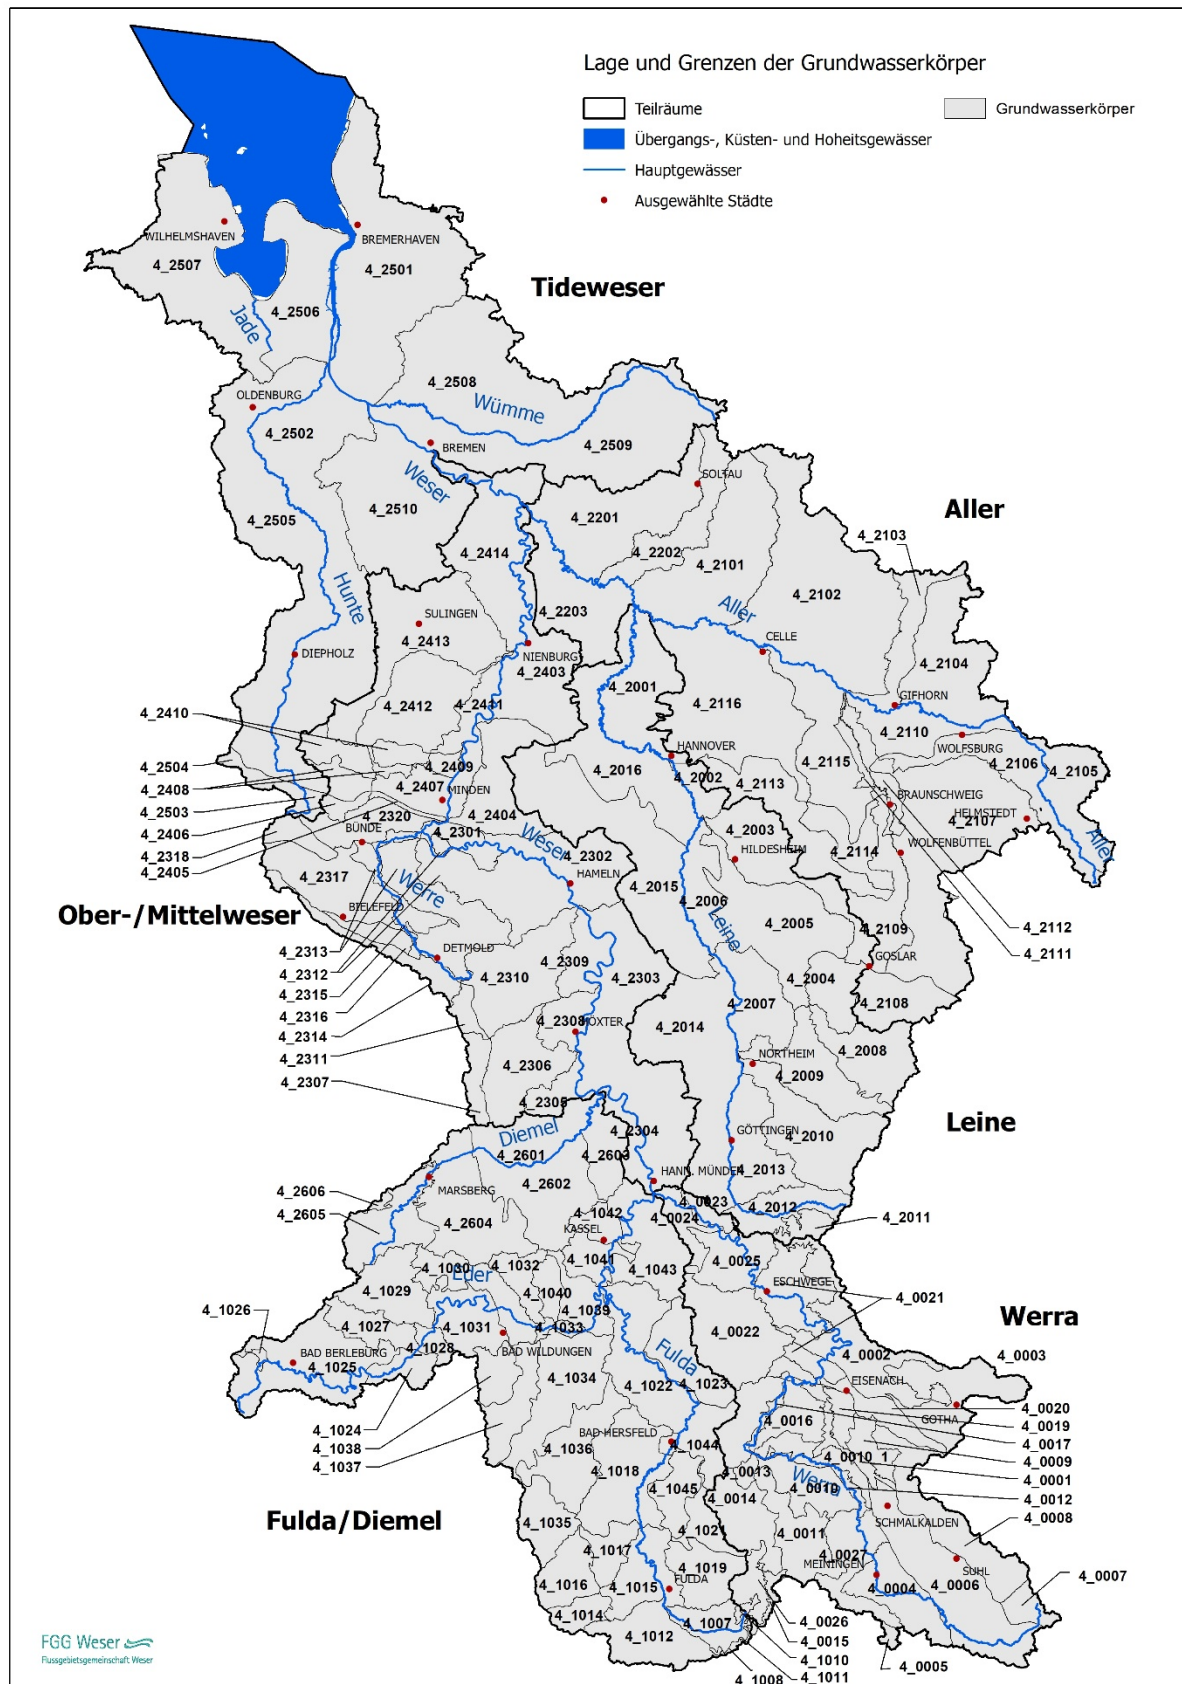 Lage und Grenzen der Grundwasserkörper
Teilräume
Grundwasserkörper
Übergangs-, Küsten- und Hoheitsgewässer
Hauptgewässer
Ausgewählte Städte
WILHELMSHAVEN
4_2507
BREMERHAVEN
4_2501
Tideweser
Jade
4_2506
4_2508
Wümme
OLDENBURG
4_2502
BREMEN
4_2509
Weser
SOLTAU
4_2505
4_2510
4_2201
Aller
4_2103
4_2414
4_2202
4_2101
4_2102
Hunte
SULINGEN
4_2413
4_2203
Aller
CELLE
DIEPHOLZ
NIENBURG
4_2403
4_2104
4_2001
GIFHORN
4_2410
4_2412
4_2411
4_2116
4_2110
WOLFSBURG
HANNOVER
4_2504
4_2409
4_2016
4_2002
4_2106
4_2105
4_2408
4_2407
4_2113
4_2115
MINDEN
BRAUNSCHWEIG
4_2503
4_2320
4_2404
HELMSTEDT
4_2406
BÜNDE
4_2301
Weser
4_2003
4_2107
4_2318
4_2302
HILDESHEIM
4_2114
WOLFENBÜTTEL
Aller
4_2405
4_2317
Werre
HAMELN
4_2015
4_2006
Ober-/Mittelweser
BIELEFELD
Leine
4_2005
4_2109
4_2112
4_2313
DETMOLD
4_2309
GOSLAR
4_2111
4_2312
4_2310
4_2303
4_2004
4_2315
4_2108
4_2316
4_2007
4_2314
4_2308
HÖXTER
4_2014
4_2311
4_2008
4_2306
NORTHEIM
4_2009
4_2307
4_2305
Diemel
4_2304
GÖTTINGEN
4_2010
Leine
4_2601
4_2603
4_2013
4_2602
HANN. MÜNDEN
MARSBERG
4_0023
4_2012
4_2606
4_1042
4_0024
4_2011
4_2605
4_2604
KASSEL
4_1041
4_0025
4_1030
4_1032
4_1043
Eder
ESCHWEGE
4_1029
4_1040
4_0021
4_1039
Werra
4_1026
4_1027
4_1031
4_1033
4_0022
4_1028
BAD WILDUNGEN
Fulda
4_0002
4_0003
BAD BERLEBURG
4_1025
4_1034
EISENACH
4_1022
4_1023
4_0020
GOTHA
4_0016
4_0019
4_1024
BAD HERSFELD
4_0017
4_1038
4_1036
4_1044
4_0010_1
4_0009
4_1037
4_1018
4_0013
Werra
4_0001
4_1045
4_0014
4_0010
4_0012
Fulda/Diemel
4_1035
4_1021
4_0011
SCHMALKALDEN
4_0008
4_1017
4_1019
MEININGEN
4_0027
SUHL
4_1016
4_1015
FULDA
4_0004
4_0006
4_0007
4_1014
4_1007
4_0026
4_1012
4_0015
4_1010
4_0005
4_1008
4_1011
FGG Weser
Flussgebietsgemeinschaft Weser